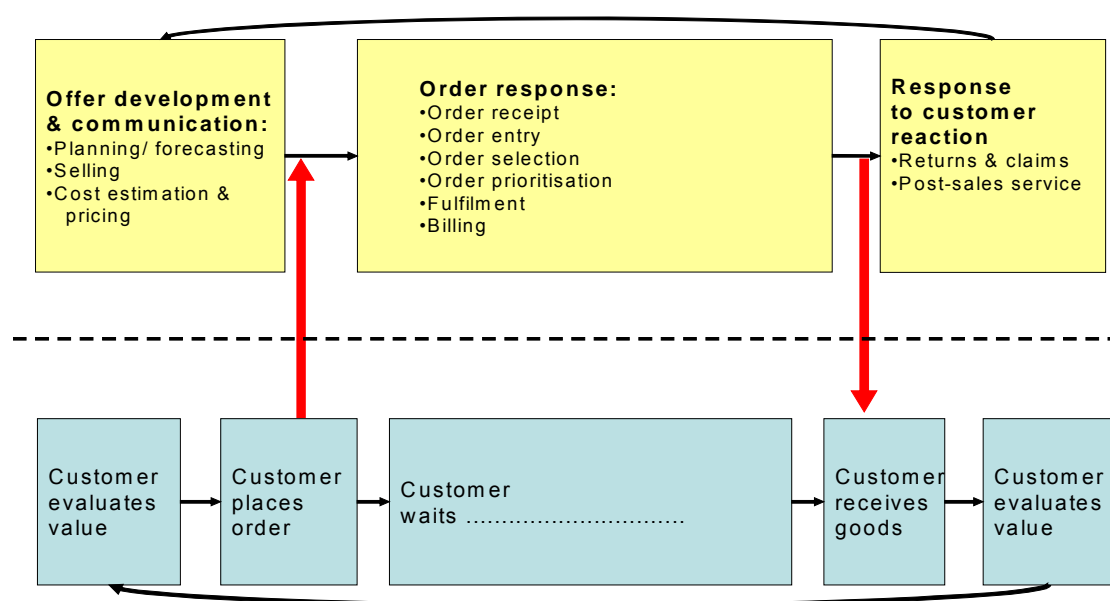 Offer development
& communication:
•Planning/ forecasting
•Selling
•Cost estimation &
pricing
Order response:
•Order receipt
•Order entry
•Order selection
•Order prioritisation
•Fulfilment
•Billing
Response
to customer
reaction
•Returns & claims
•Post-sales service
Customer
evaluates
value
Customer
places
order
Customer
waits ..............................
Customer
receives
goods
Customer
evaluates
value